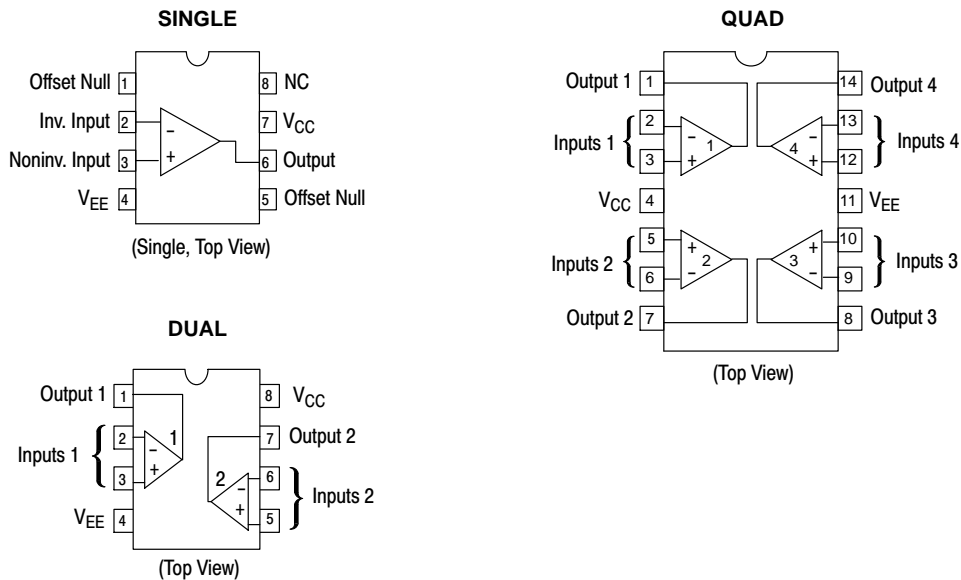 SINGLE
Offset Null 1 8 NC
Inv. Input 2 − 7 VCC
Noninv. Input 3 + 6 Output
VEE 4 5 Offset Null
(Single, Top View)
DUAL
Output 1 1 8 VCC
Inputs 1 { 2 − 1 7 Output 2
3 + 2 − 6 } Inputs 2
VEE 4 + 5
(Top View)
QUAD
Output 1 1 14 Output 4
Inputs 1 { 2 − 1 4 − 13 } Inputs 4
3 + + 12
VCC 4 11 VEE
Inputs 2 { 5 + 2 3 + 10 } Inputs 3
6 − − 9
Output 2 7 8 Output 3
(Top View)